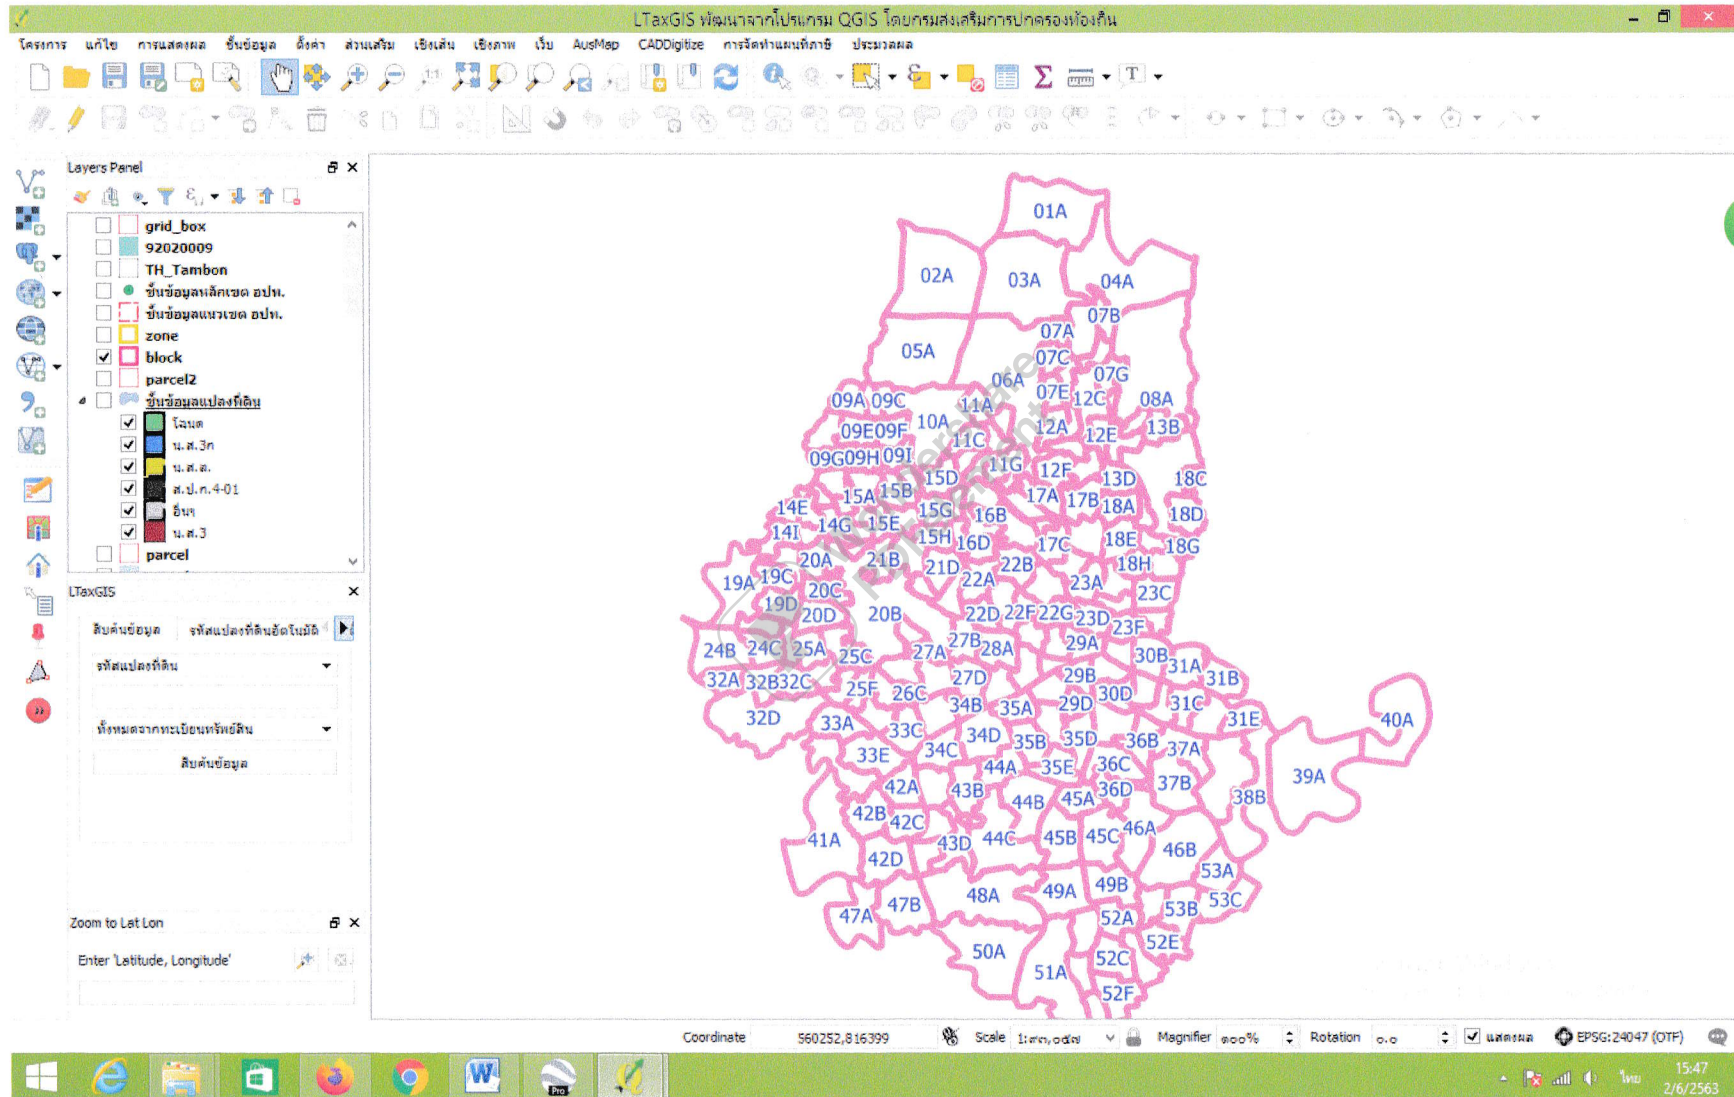 LTaxGIS พัฒนาจากโปรแกรม QGIS โดยกรมส่งเสริมการปกครองท้องถิ่น
โครงการ แก้ไข การแสดงผล ชั้นข้อมูล ตั้งค่า ส่วนเสริม เชิงเส้น เชิงภาพ เว็บ AusMap CADDigitize การจัดทำแผนที่ภาษี ประมวลผล
Layers Panel
grid_box
92020009
TH_Tambon
ชั้นข้อมูลหลักเขต อปท.
ชั้นข้อมูลแนวเขต อปท.
zone
block
parcel2
ชั้นข้อมูลแปลงที่ดิน
โฉนด
น.ส.3ก
น.ส.ล.
ส.ป.ก.4-01
อื่นๆ
น.ส.3
parcel
LTaxGIS
สืบค้นข้อมูล รหัสแปลงที่ดินอัตโนมัติ
รหัสแปลงที่ดิน
ทั้งหมดจากทะเบียนทรัพย์สิน
สืบค้นข้อมูล
Zoom to Lat Lon
Enter 'Latitude, Longitude'
01A
02A 03A 04A
07B
07A
05A 07C
06A 07G
07E 12C 08A
09A 09C 11A
10A 12A 13B
09E 09F 11C 12E
09G 09H 09I 11G 12F
15D 13D 18C
15A 15B 17A 17B 18A
14E 15G 16B 18D
14G 15E
14I 15H 16D 17C 18E 18G
20A 21B 21D 22B 18H
19A 19C 22A 23A
20C 23C
19D 20D 20B 22D 22F 22G 23D 23F
24B 24C 25A 25C 27A 27B 28A 29A 30B 31A
32A 32B 32C 25F 26C 27D 29B 30D 31B
32D 33A 33C 34B 35A 29D 31C 31E 40A
33E 34C 34D 35B 35D 36B 37A
44A 35E 36C 39A
42A 43B 44B 45A 36D 37B 38B
42B 42C
41A 43D 44C 45B 45C 46A 46B
42D 53A
47A 47B 48A 49A 49B 53B 53C
52A
50A 52E
51A 52C
52F
Wondershare
PDFelement
Coordinate 560252,816399 Scale 1:๙๓,๐๕๗ Magnifier ๑๐๐% Rotation ๐.๐ แสดงผล EPSG:24047 (OTF)
Pro
ไทย
15:47
2/6/2563